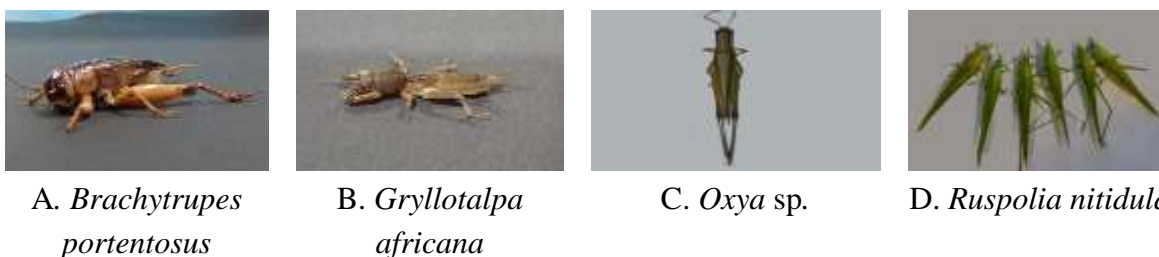 A. Brachytrupes portentosus
B. Gryllotalpa africana
C. Oxya sp.
D. Ruspolia nitidula